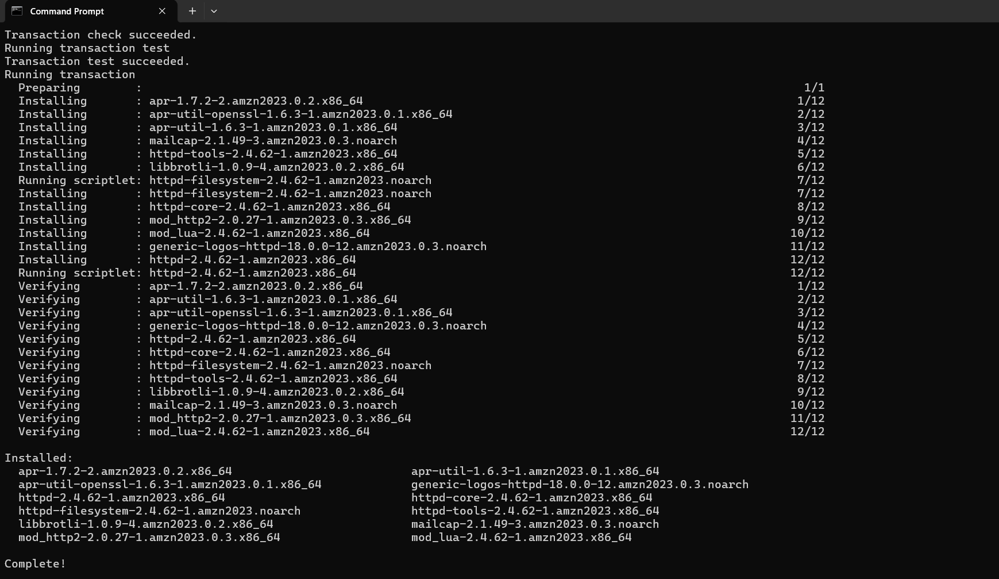 Command Prompt
Transaction check succeeded.
Running transaction test
Transaction test succeeded.
Running transaction
  Preparing        :                                                                                                1/1
  Installing       : apr-1.7.2-2.amzn2023.0.2.x86_64                                                               1/12
  Installing       : apr-util-openssl-1.6.3-1.amzn2023.0.1.x86_64                                                  2/12
  Installing       : apr-util-1.6.3-1.amzn2023.0.1.x86_64                                                          3/12
  Installing       : mailcap-2.1.49-3.amzn2023.0.3.noarch                                                          4/12
  Installing       : httpd-tools-2.4.62-1.amzn2023.x86_64                                                          5/12
  Installing       : libbrotli-1.0.9-4.amzn2023.0.2.x86_64                                                         6/12
  Running scriptlet: httpd-filesystem-2.4.62-1.amzn2023.noarch                                                     7/12
  Installing       : httpd-filesystem-2.4.62-1.amzn2023.noarch                                                     7/12
  Installing       : httpd-core-2.4.62-1.amzn2023.x86_64                                                           8/12
  Installing       : mod_http2-2.0.27-1.amzn2023.0.3.x86_64                                                        9/12
  Installing       : mod_lua-2.4.62-1.amzn2023.x86_64                                                             10/12
  Installing       : generic-logos-httpd-18.0.0-12.amzn2023.0.3.noarch                                            11/12
  Installing       : httpd-2.4.62-1.amzn2023.x86_64                                                               12/12
  Running scriptlet: httpd-2.4.62-1.amzn2023.x86_64                                                               12/12
  Verifying        : apr-1.7.2-2.amzn2023.0.2.x86_64                                                               1/12
  Verifying        : apr-util-1.6.3-1.amzn2023.0.1.x86_64                                                          2/12
  Verifying        : apr-util-openssl-1.6.3-1.amzn2023.0.1.x86_64                                                  3/12
  Verifying        : generic-logos-httpd-18.0.0-12.amzn2023.0.3.noarch                                             4/12
  Verifying        : httpd-2.4.62-1.amzn2023.x86_64                                                                5/12
  Verifying        : httpd-core-2.4.62-1.amzn2023.x86_64                                                           6/12
  Verifying        : httpd-filesystem-2.4.62-1.amzn2023.noarch                                                     7/12
  Verifying        : httpd-tools-2.4.62-1.amzn2023.x86_64                                                          8/12
  Verifying        : libbrotli-1.0.9-4.amzn2023.0.2.x86_64                                                         9/12
  Verifying        : mailcap-2.1.49-3.amzn2023.0.3.noarch                                                         10/12
  Verifying        : mod_http2-2.0.27-1.amzn2023.0.3.x86_64                                                       11/12
  Verifying        : mod_lua-2.4.62-1.amzn2023.x86_64                                                             12/12
Installed:
  apr-1.7.2-2.amzn2023.0.2.x86_64                          apr-util-1.6.3-1.amzn2023.0.1.x86_64
  apr-util-openssl-1.6.3-1.amzn2023.0.1.x86_64             generic-logos-httpd-18.0.0-12.amzn2023.0.3.noarch
  httpd-2.4.62-1.amzn2023.x86_64                           httpd-core-2.4.62-1.amzn2023.x86_64
  httpd-filesystem-2.4.62-1.amzn2023.noarch                httpd-tools-2.4.62-1.amzn2023.x86_64
  libbrotli-1.0.9-4.amzn2023.0.2.x86_64                    mailcap-2.1.49-3.amzn2023.0.3.noarch
  mod_http2-2.0.27-1.amzn2023.0.3.x86_64                   mod_lua-2.4.62-1.amzn2023.x86_64
Complete!